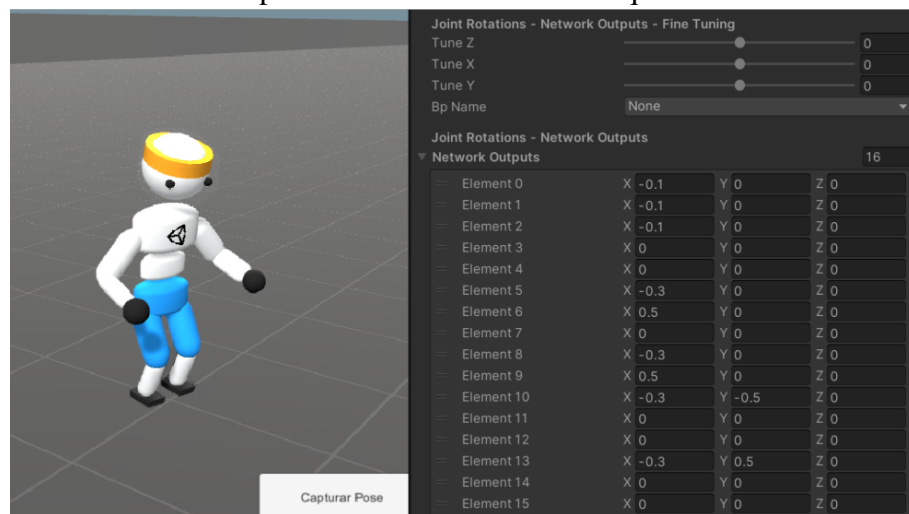 Joint Rotations - Network Outputs - Fine Tuning
Tune Z 0
Tune X 0
Tune Y 0
Bp Name None
Joint Rotations - Network Outputs
Network Outputs 16
Element 0 X -0.1 Y 0 Z 0
Element 1 X -0.1 Y 0 Z 0
Element 2 X -0.1 Y 0 Z 0
Element 3 X 0 Y 0 Z 0
Element 4 X 0 Y 0 Z 0
Element 5 X -0.3 Y 0 Z 0
Element 6 X 0.5 Y 0 Z 0
Element 7 X 0 Y 0 Z 0
Element 8 X -0.3 Y 0 Z 0
Element 9 X 0.5 Y 0 Z 0
Element 10 X -0.3 Y -0.5 Z 0
Element 11 X 0 Y 0 Z 0
Element 12 X 0 Y 0 Z 0
Element 13 X -0.3 Y 0.5 Z 0
Element 14 X 0 Y 0 Z 0
Element 15 X 0 Y 0 Z 0
Capturar Pose